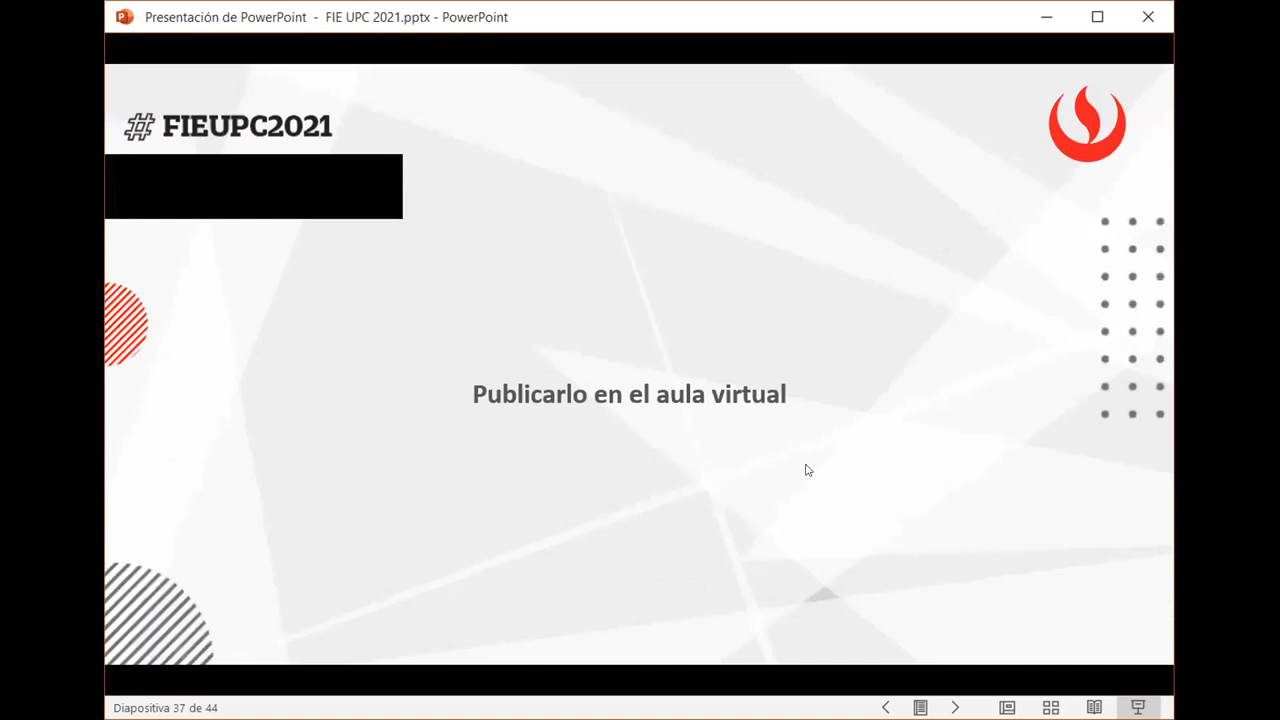 Presentación de PowerPoint - FIE UPC 2021.pptx - PowerPoint
# FIEUPC2021
Publicarlo en el aula virtual
Diapositiva 37 de 44